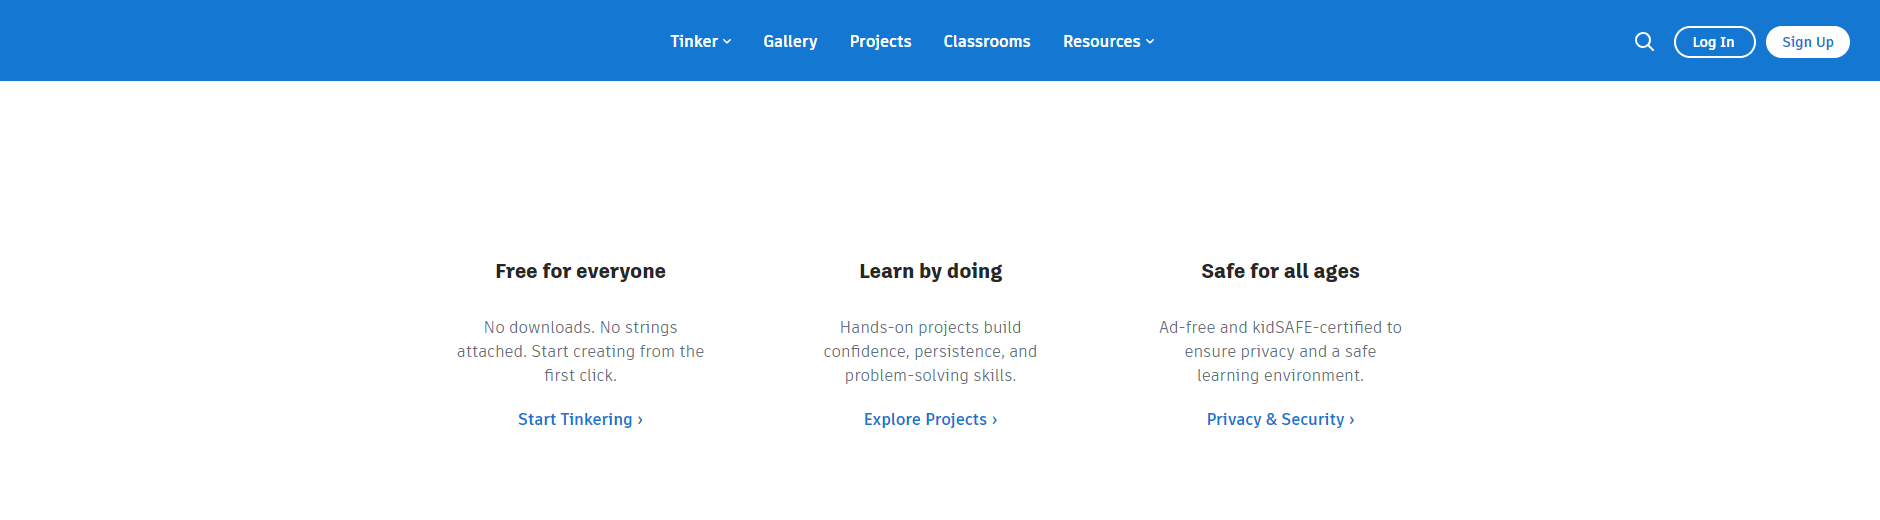 Tinker
Gallery
Projects
Classrooms
Resources
Log In
Sign Up
Free for everyone
No downloads. No strings
attached. Start creating from the
first click.
Start Tinkering ›
Learn by doing
Hands-on projects build
confidence, persistence, and
problem-solving skills.
Explore Projects ›
Safe for all ages
Ad-free and kidSAFE-certified to
ensure privacy and a safe
learning environment.
Privacy & Security ›